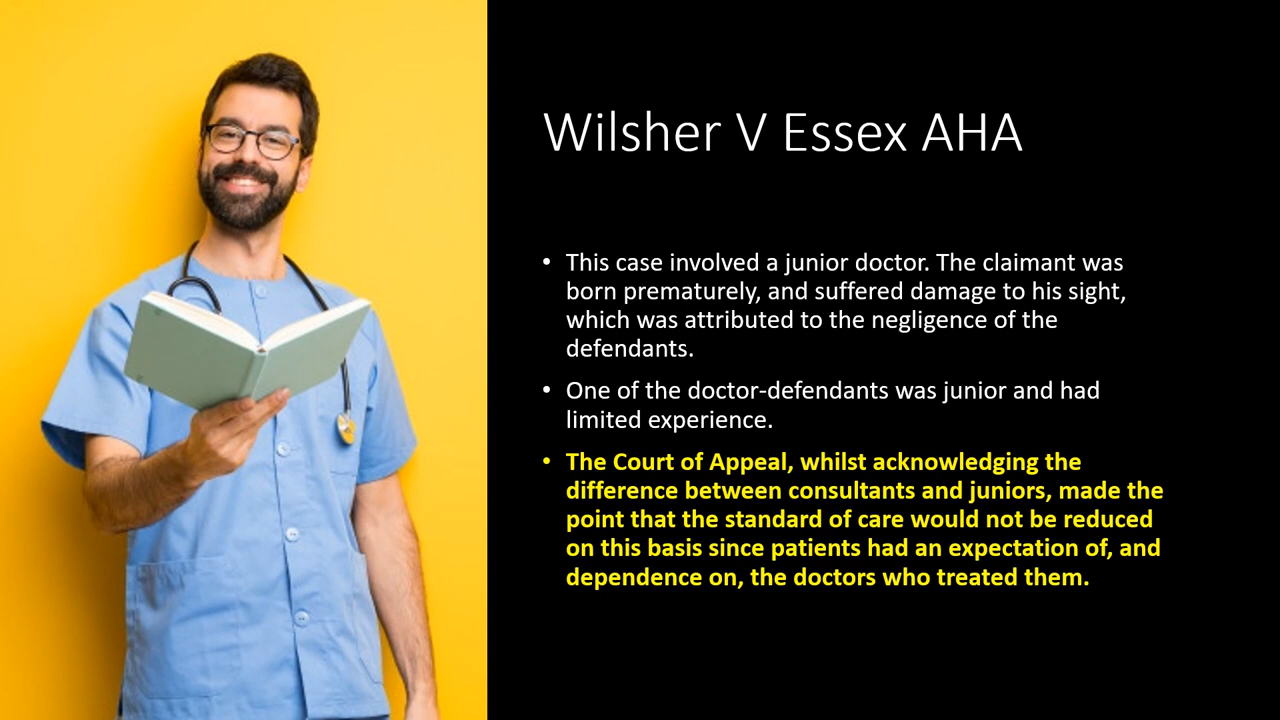 Wilsher V Essex AHA
• This case involved a junior doctor. The claimant was
born prematurely, and suffered damage to his sight,
which was attributed to the negligence of the
defendants.
• One of the doctor-defendants was junior and had
limited experience.
• The Court of Appeal, whilst acknowledging the
difference between consultants and juniors, made the
point that the standard of care would not be reduced
on this basis since patients had an expectation of, and
dependence on, the doctors who treated them.